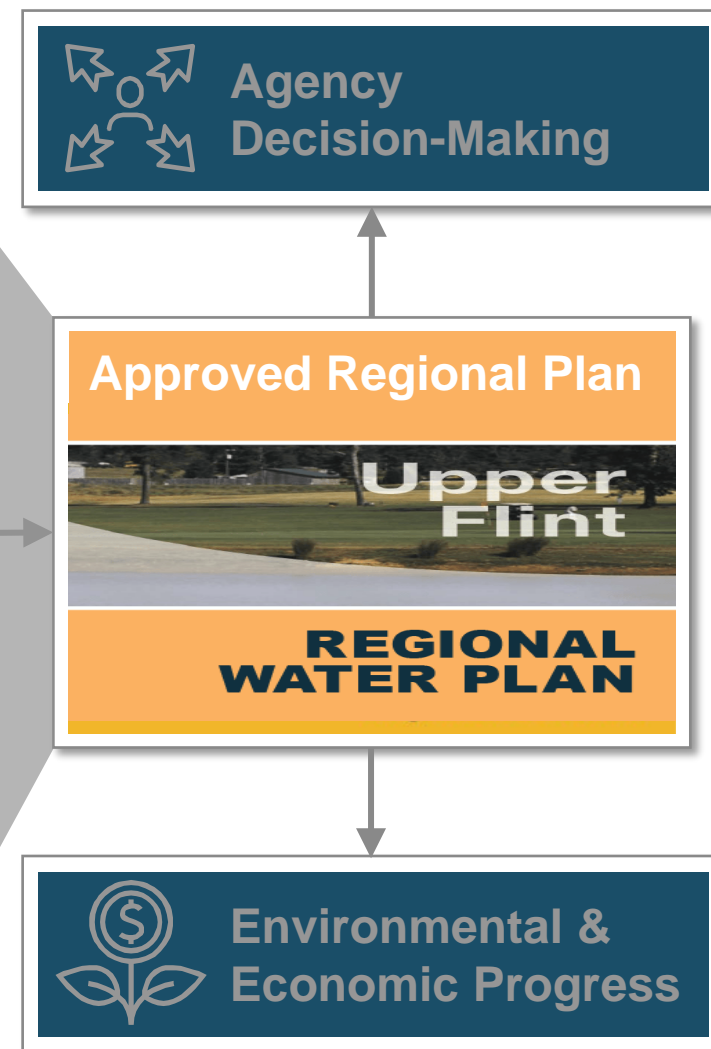 Agency
Decision-Making
Approved Regional Plan
Upper
Flint
REGIONAL
WATER PLAN
$
Environmental &
Economic Progress